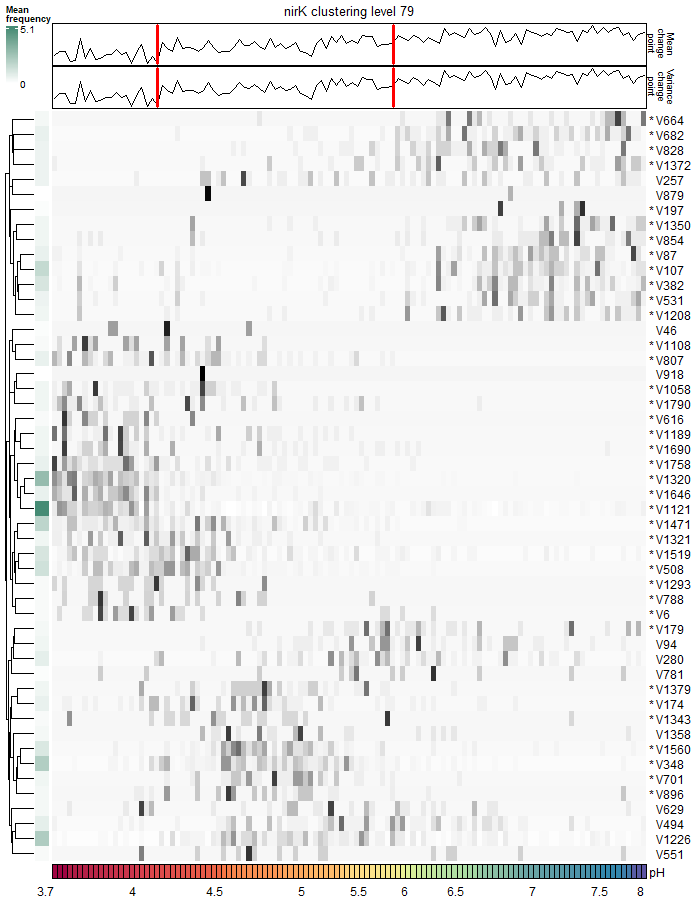 nirK clustering level 79
Mean
frequency
5.1
0
Mean
change
point
Variance
change
point
* V664
* V682
* V828
* V1372
V257
V879
* V197
* V1350
* V854
* V87
* V107
* V382
* V531
* V1208
V46
* V1108
* V807
V918
* V1058
* V1790
* V616
* V1189
* V1690
* V1758
* V1320
* V1646
* V1121
* V1471
* V1321
* V1519
* V508
* V1293
* V788
* V6
* V179
V94
* V280
V781
* V1379
* V174
* V1343
V1358
* V1560
* V348
* V701
* V896
V629
V494
V1226
V551
pH
3.7 4 4.5 5 5.5 6 6.5 7 7.5 8